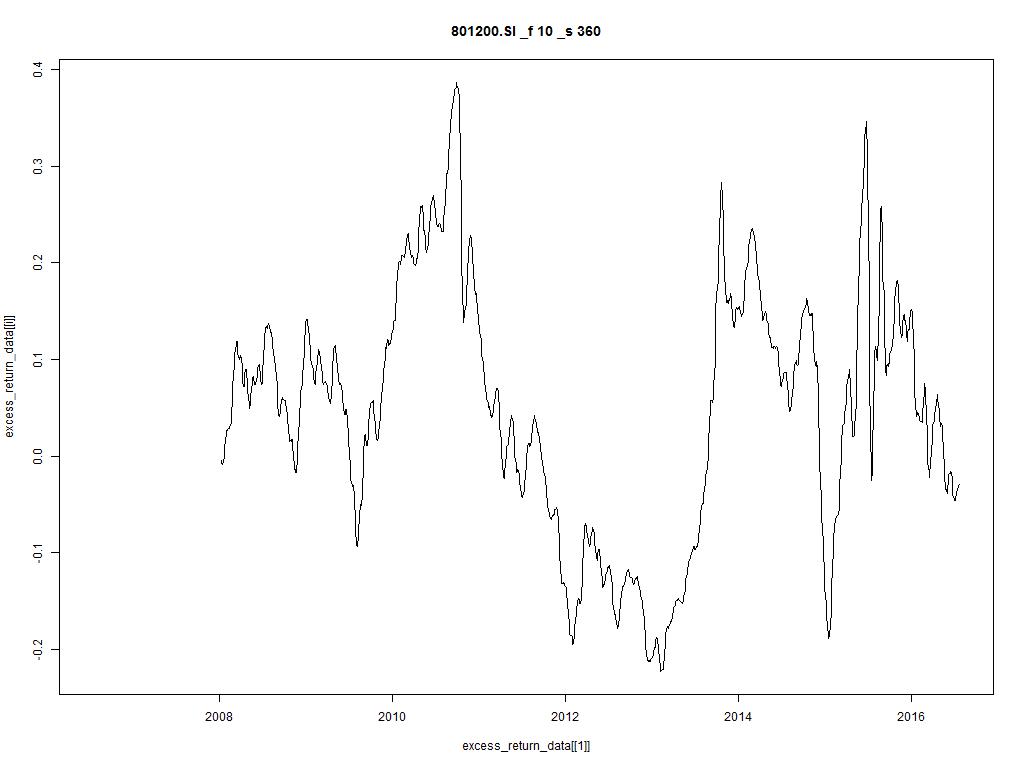 801200.SI _f 10 _s 360
excess_return_data[[i]]
0.4
0.3
0.2
0.1
0.0
-0.1
-0.2
2008 2010 2012 2014 2016
excess_return_data[[1]]